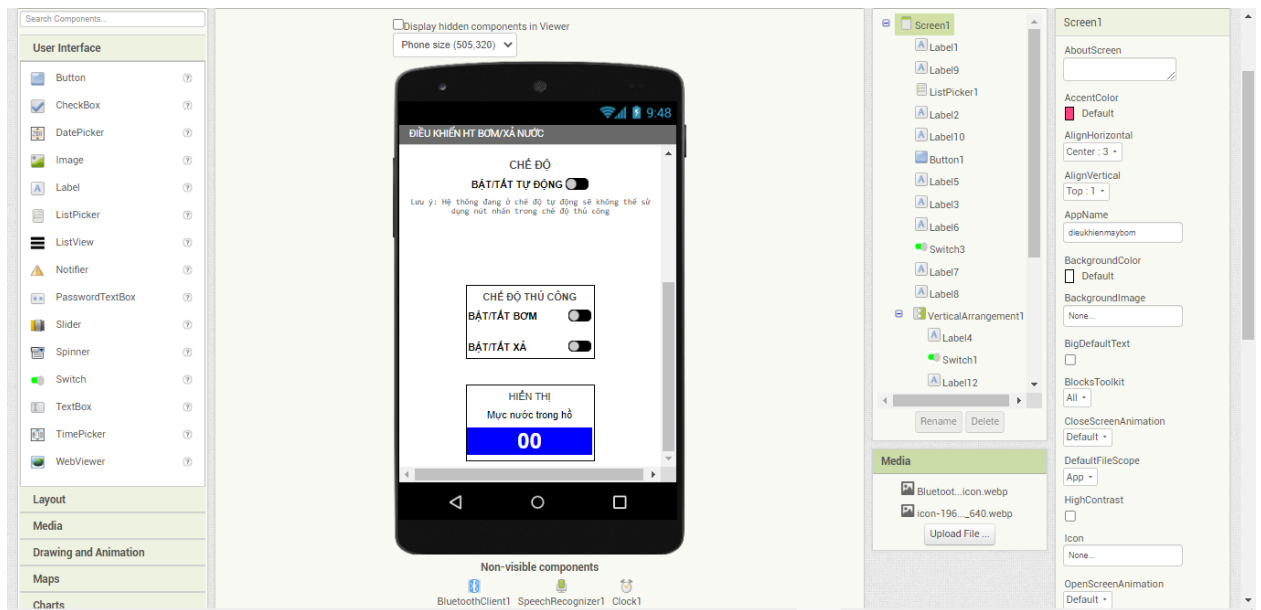 Search Components...
User Interface
Button
CheckBox
DatePicker
Image
Label
ListPicker
ListView
Notifier
PasswordTextBox
Slider
Spinner
Switch
TextBox
TimePicker
WebViewer
Layout
Media
Drawing and Animation
Maps
Charts
Display hidden components in Viewer
Phone size (505,320)
9:48
ĐIỀU KHIỂN HT BƠM/XẢ NƯỚC
CHẾ ĐỘ
BẬT/TẮT TỰ ĐỘNG
Lưu ý: Hệ thống đang ở chế độ tự động sẽ không thể sử
dụng nút nhấn trong chế độ thủ công
CHẾ ĐỘ THỦ CÔNG
BẬT/TẮT BƠM
BẬT/TẮT XẢ
HIỂN THỊ
Mực nước trong hồ
00
Non-visible components
BluetoothClient1 SpeechRecognizer1 Clock1
Screen1
Label1
Label9
ListPicker1
Label2
Label10
Button1
Label5
Label3
Label6
Switch3
Label7
Label8
VerticalArrangement1
Label4
Switch1
Label12
Rename Delete
Media
Bluetoot...icon.webp
icon-196..._640.webp
Upload File ...
Screen1
AboutScreen
AccentColor
Default
AlignHorizontal
Center : 3
AlignVertical
Top : 1
AppName
dieukhienmaybom
BackgroundColor
Default
BackgroundImage
None...
BigDefaultText
BlocksToolkit
All
CloseScreenAnimation
Default
DefaultFileScope
App
HighContrast
Icon
None...
OpenScreenAnimation
Default